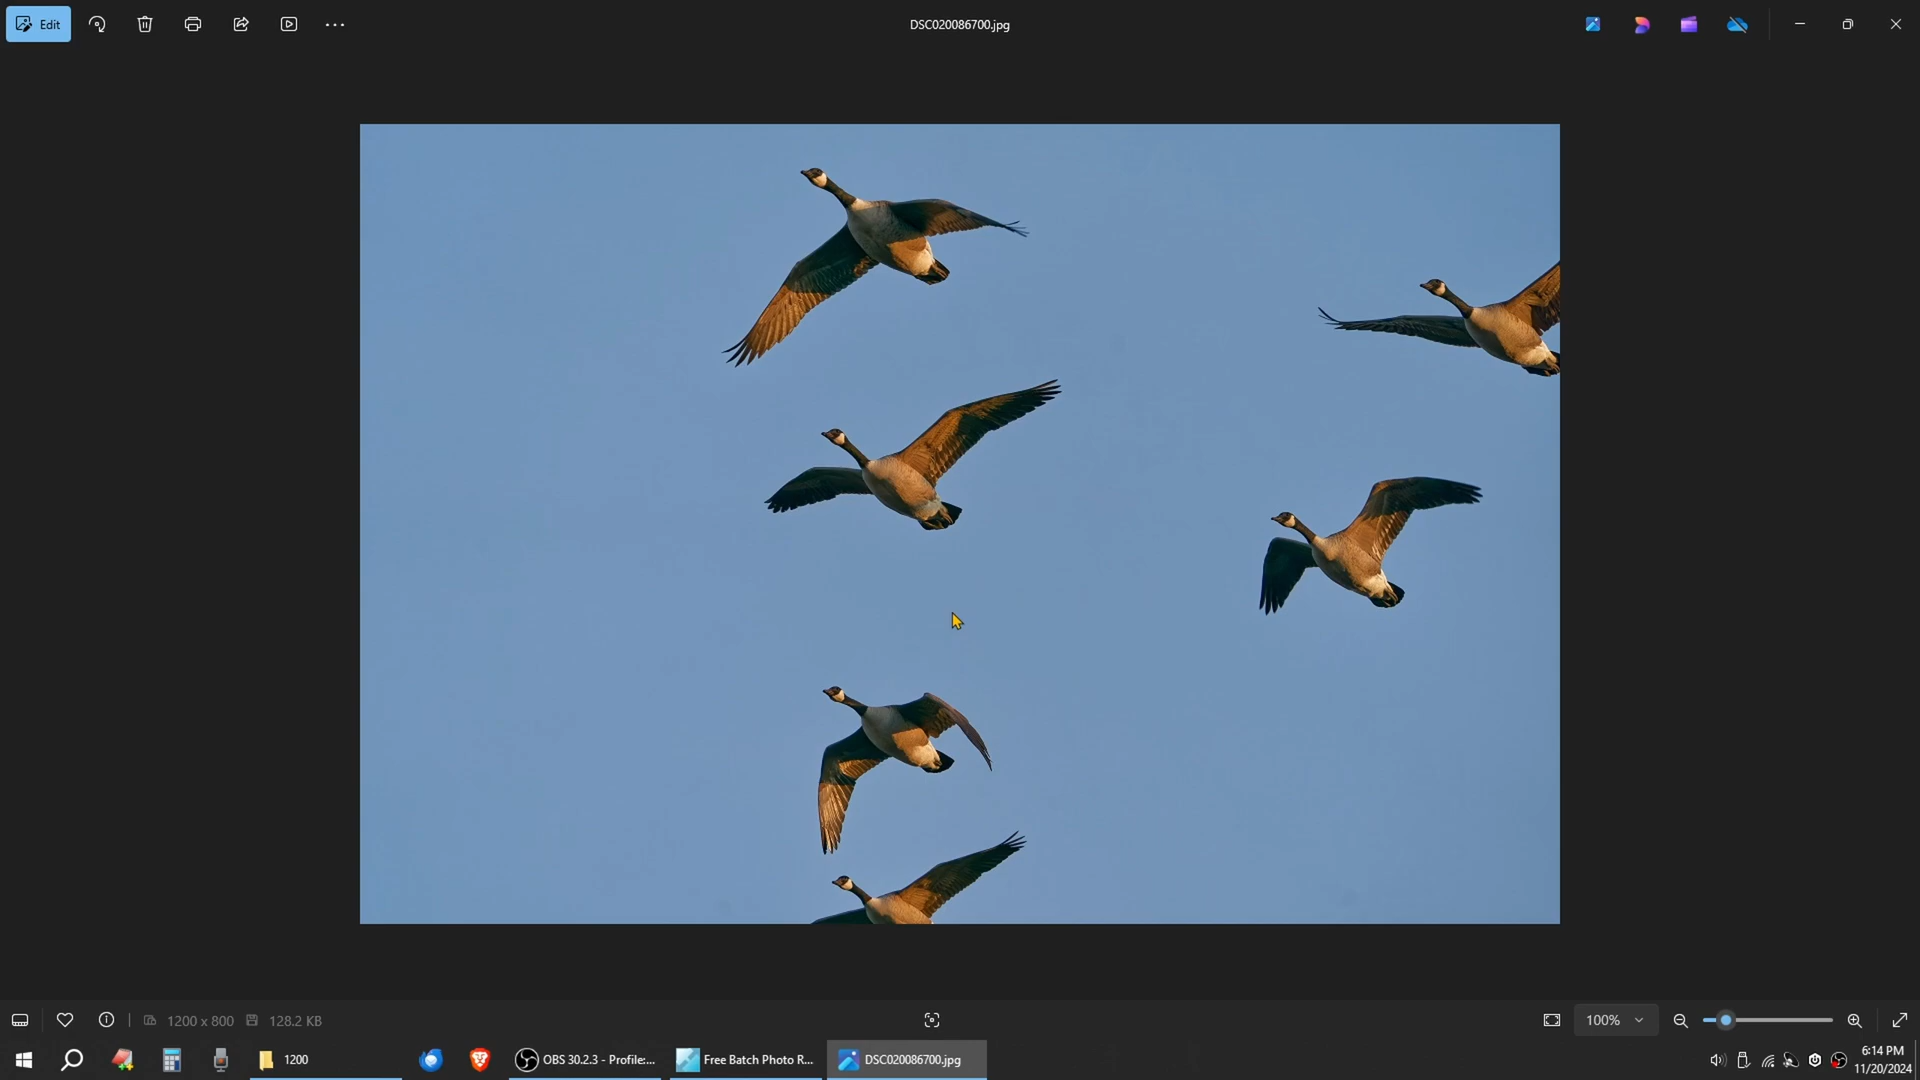 Edit
DSC020086700.jpg
1200 x 800
128.2 KB
100%
1200
OBS 30.2.3 - Profile:...
Free Batch Photo R...
DSC020086700.jpg
6:14 PM
11/20/2024